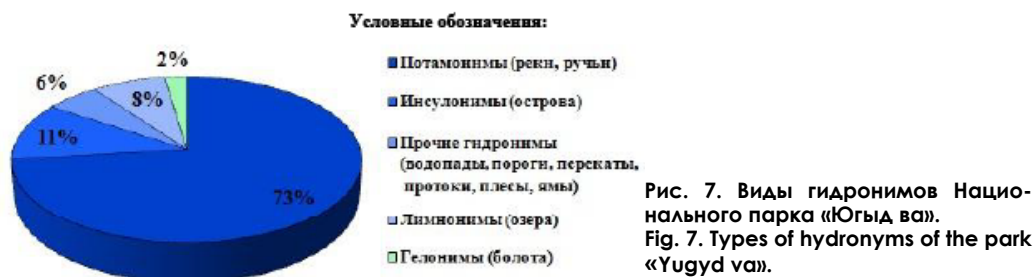 Условные обозначения:
2%
6%
8%
11%
73%
Потамонимы (реки, ручьи)
Инсулонимы (острова)
Прочие гидронимы
(водопады, пороги, перекаты,
протоки, плесы, ямы)
Лимнонимы (озера)
Гелонимы (болота)
Рис. 7. Виды гидронимов Нацио-
нального парка «Югыд ва».
Fig. 7. Types of hydronyms of the park
«Yugyd va».